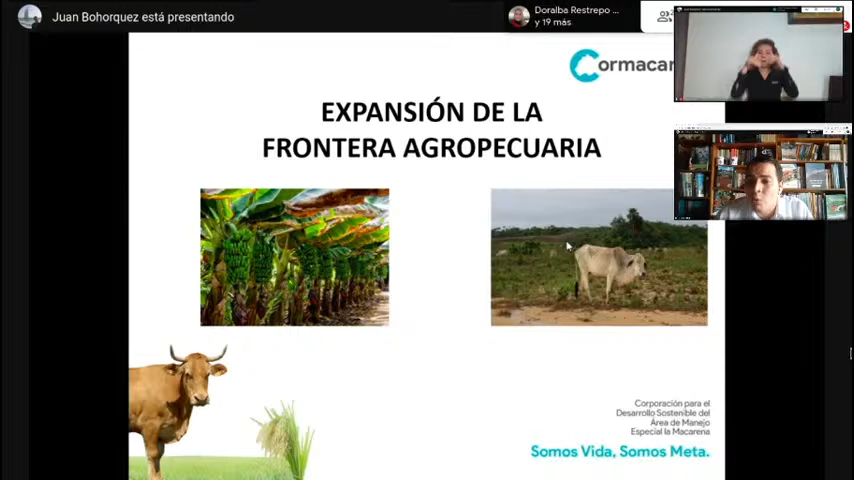 Juan Bohorquez está presentando
Doralba Restrepo ...
y 19 más
Cormacar
EXPANSIÓN DE LA
FRONTERA AGROPECUARIA
Corporación para el
Desarrollo Sostenible del
Área de Manejo
Especial la Macarena
Somos Vida, Somos Meta.